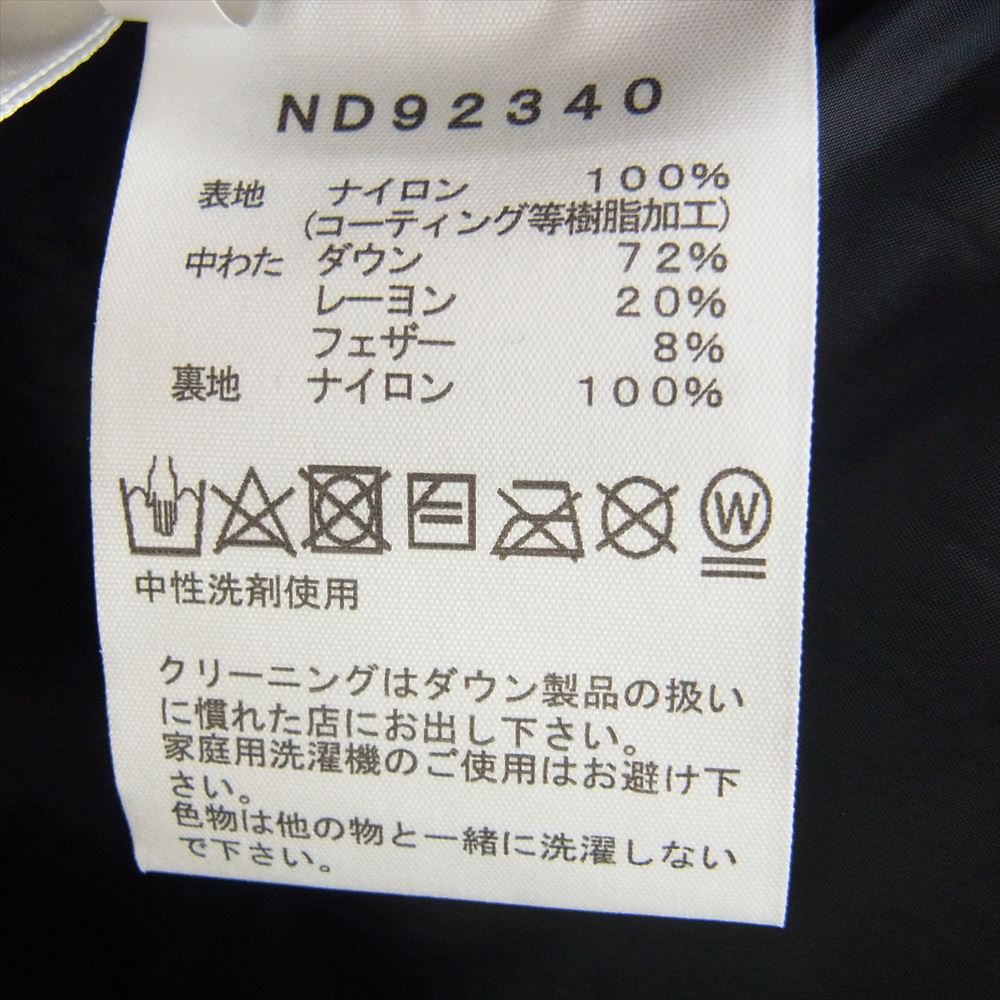 ND92340
表地 ナイロン 100%
(コーティング等樹脂加工)
中わた ダウン 72%
レーヨン 20%
フェザー 8%
裏地 ナイロン 100%
W
中性洗剤使用
クリーニングはダウン製品の扱い
に慣れた店にお出し下さい。
家庭用洗濯機のご使用はお避け下
さい。
色物は他の物と一緒に洗濯しない
で下さい。